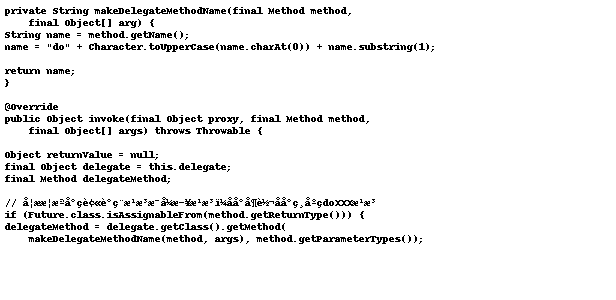 private String makeDelegateMethodName(final Method method,
final Object[] arg) {
String name = method.getName();
name = "do" + Character.toUpperCase(name.charAt(0)) + name.substring(1);
return name;
}
@Override
public Object invoke(final Object proxy, final Method method,
final Object[] args) throws Throwable {
Object returnValue = null;
final Object delegate = this.delegate;
final Method delegateMethod;
//
if (Future.class.isAssignableFrom(method.getReturnType())) {
delegateMethod = delegate.getClass().getMethod(
makeDelegateMethodName(method, args), method.getParameterTypes());